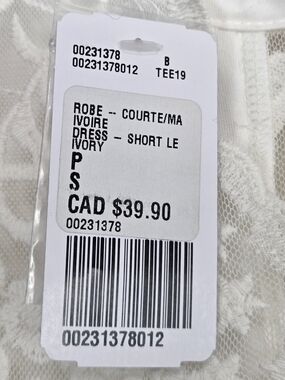 00231378 B
00231378012 TEE19
ROBE -- COURTE/MA
IVOIRE
DRESS - SHORT LE
IVORY
P
S
CAD $39.90
00231378
00231378012